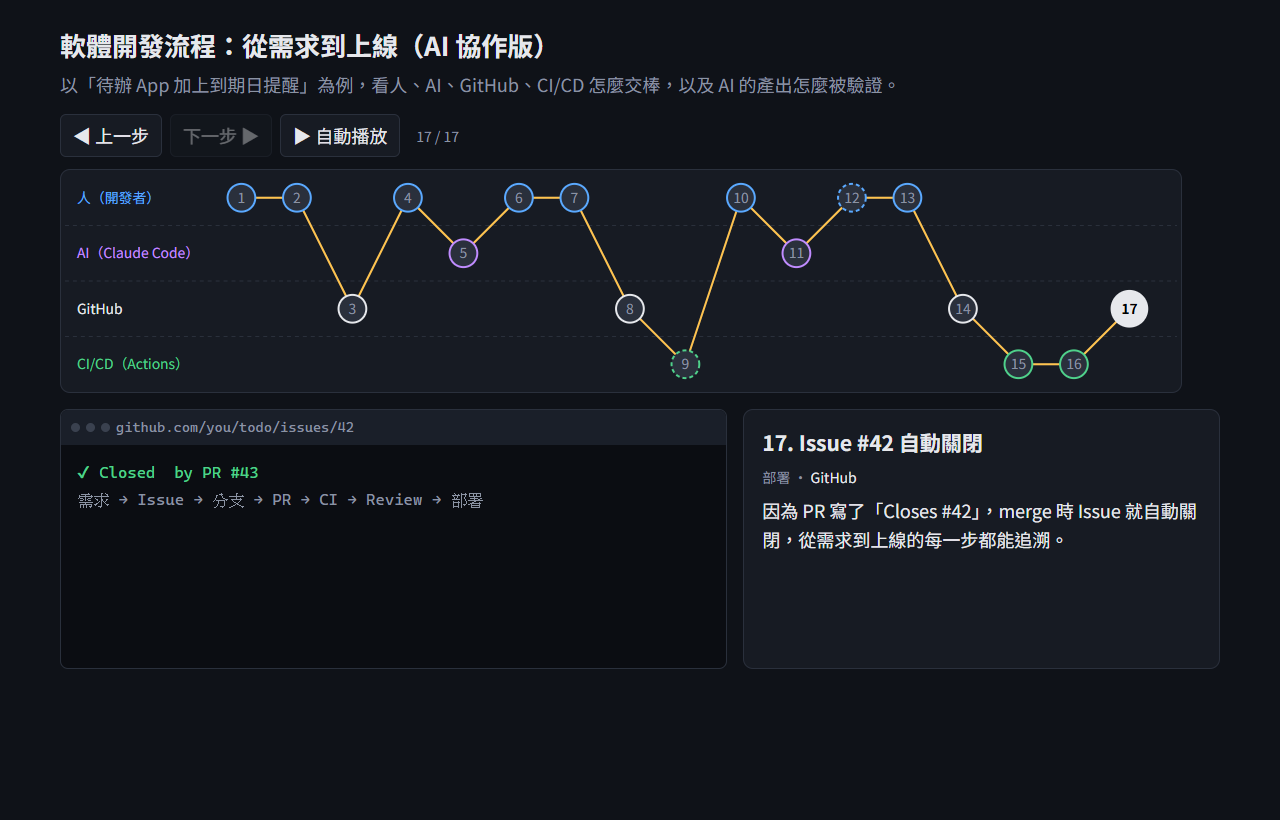 軟體開發流程：從需求到上線（AI 協作版）
以「待辦 App 加上到期日提醒」為例，看人、AI、GitHub、CI/CD 怎麼交棒，以及 AI 的產出怎麼被驗證。
◀ 上一步 下一步 ▶ ▶ 自動播放 17 / 17
人（開發者） 1 2 4 6 7 10 12 13
AI（Claude Code） 5 11
GitHub 3 8 14 17
CI/CD（Actions） 9 15 16
github.com/you/todo/issues/42
✓ Closed by PR #43
需求 → Issue → 分支 → PR → CI → Review → 部署
17. Issue #42 自動關閉
部署 · GitHub
因為 PR 寫了「Closes #42」，merge 時 Issue 就自動關
閉，從需求到上線的每一步都能追溯。